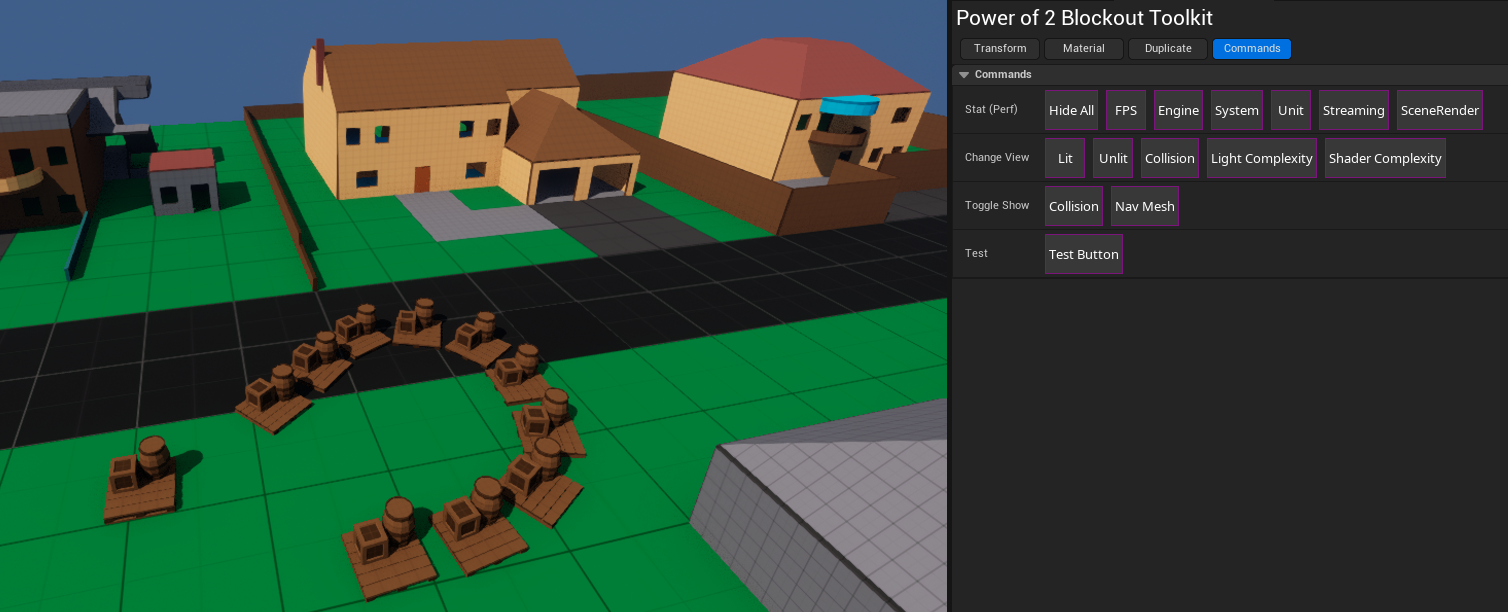 Power of 2 Blockout Toolkit
Transform Material Duplicate Commands
Commands
Stat (Perf) Hide All FPS Engine System Unit Streaming SceneRender
Change View Lit Unlit Collision Light Complexity Shader Complexity
Toggle Show Collision Nav Mesh
Test Test Button